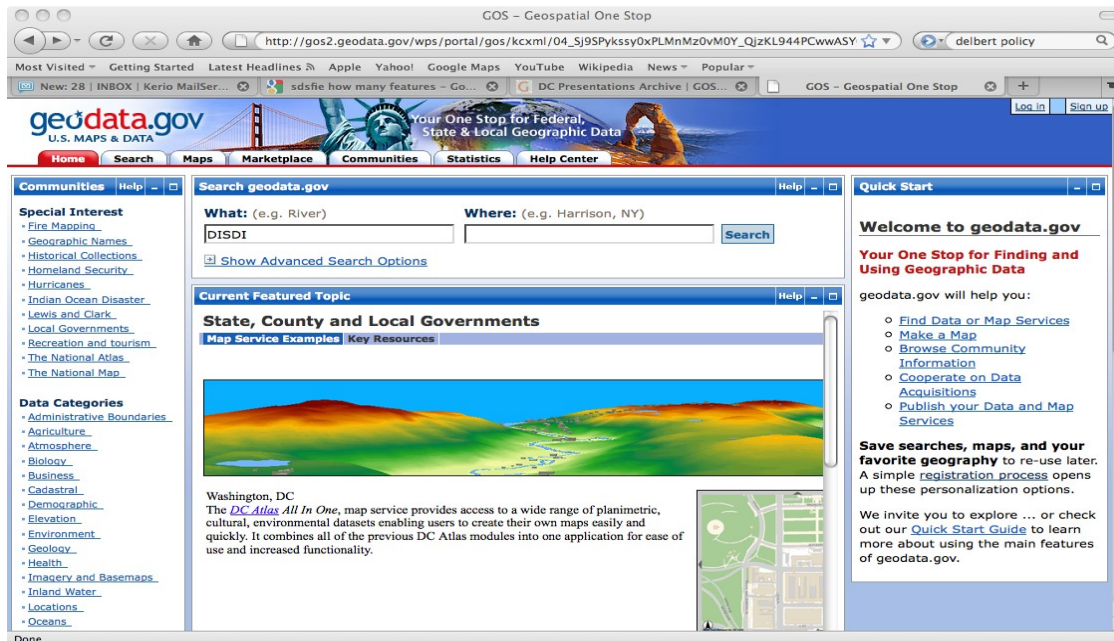 GOS – Geospatial One Stop
http://gos2.geodata.gov/wps/portal/gos/kcxml/04_Sj9SPykssy0xPLMnMz0vM0Y_QjzKL944PCwwASY
delbert policy
Most Visited Getting Started Latest Headlines Apple Yahoo! Google Maps YouTube Wikipedia News Popular
New: 28 | INBOX | Kerio MailSer... sdsfie how many features – Go... DC Presentations Archive | GOS... GOS – Geospatial One Stop
geodata.gov
U.S. MAPS & DATA
Your One Stop for Federal,
State & Local Geographic Data
Log in Sign up
Home Search Maps Marketplace Communities Statistics Help Center
Communities Help
Special Interest
Fire Mapping
Geographic Names
Historical Collections
Homeland Security
Hurricanes
Indian Ocean Disaster
Lewis and Clark
Local Governments
Recreation and tourism
The National Atlas
The National Map
Data Categories
Administrative Boundaries
Agriculture
Atmosphere
Biology
Business
Cadastral
Demographic
Elevation
Environment
Geology
Health
Imagery and Basemaps
Inland Water
Locations
Oceans
Search geodata.gov Help
What: (e.g. River) Where: (e.g. Harrison, NY)
DISDI Search
Show Advanced Search Options
Current Featured Topic Help
State, County and Local Governments
Map Service Examples Key Resources
Washington, DC
The DC Atlas All In One, map service provides access to a wide range of planimetric,
cultural, environmental datasets enabling users to create their own maps easily and
quickly. It combines all of the previous DC Atlas modules into one application for ease of
use and increased functionality.
Quick Start
Welcome to geodata.gov
Your One Stop for Finding and
Using Geographic Data
geodata.gov will help you:
Find Data or Map Services
Make a Map
Browse Community
Information
Cooperate on Data
Acquisitions
Publish your Data and Map
Services
Save searches, maps, and your
favorite geography to re-use later.
A simple registration process opens
up these personalization options.
We invite you to explore ... or check
out our Quick Start Guide to learn
more about using the main features
of geodata.gov.
Done